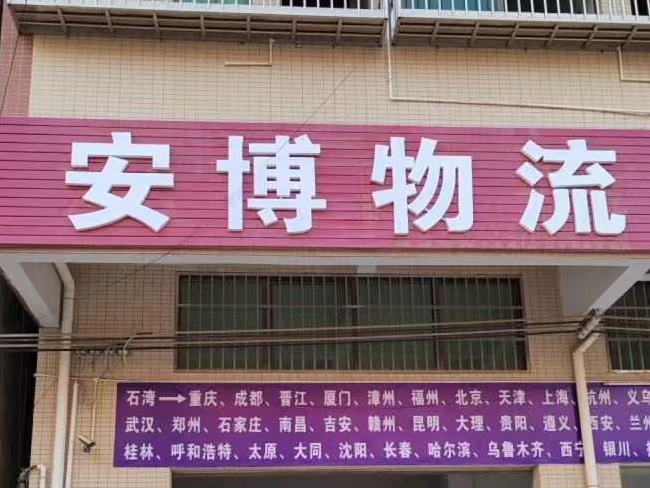 安博物流
石湾→重庆、成都、晋江、厦门、漳州、福州、北京、天津、上海、杭州、义乌
武汉、郑州、石家庄、南昌、吉安、赣州、昆明、大理、贵阳、遵义、西安、兰州
桂林、呼和浩特、太原、大同、沈阳、长春、哈尔滨、乌鲁木齐、西宁、银川、